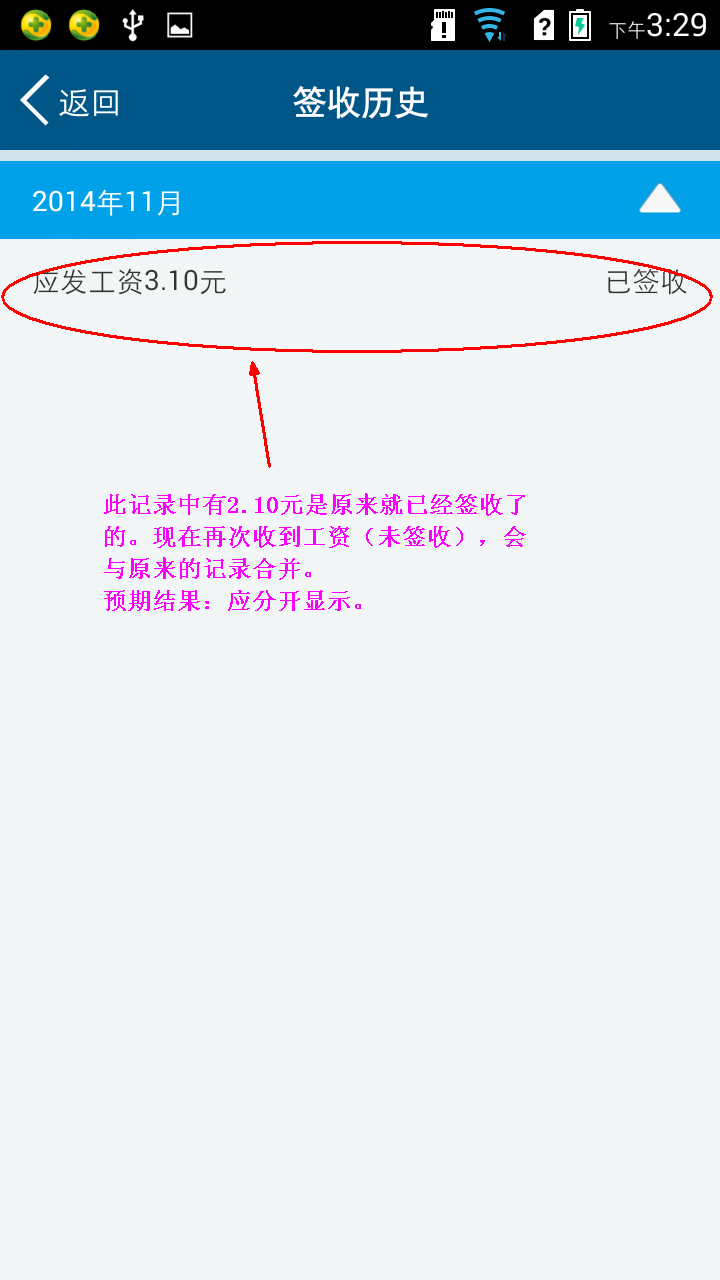 下午3:29
返回
签收历史
2014年11月
应发工资3.10元
已签收
此记录中有2.10元是原来就已经签收了
的。现在再次收到工资（未签收），会
与原来的记录合并。
预期结果：应分开显示。